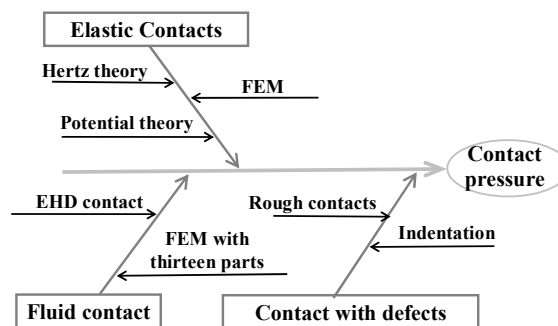 Elastic Contacts
Hertz theory
FEM
Potential theory
Contact
pressure
EHD contact
Rough contacts
FEM with
thirteen parts
Indentation
Fluid contact
Contact with defects